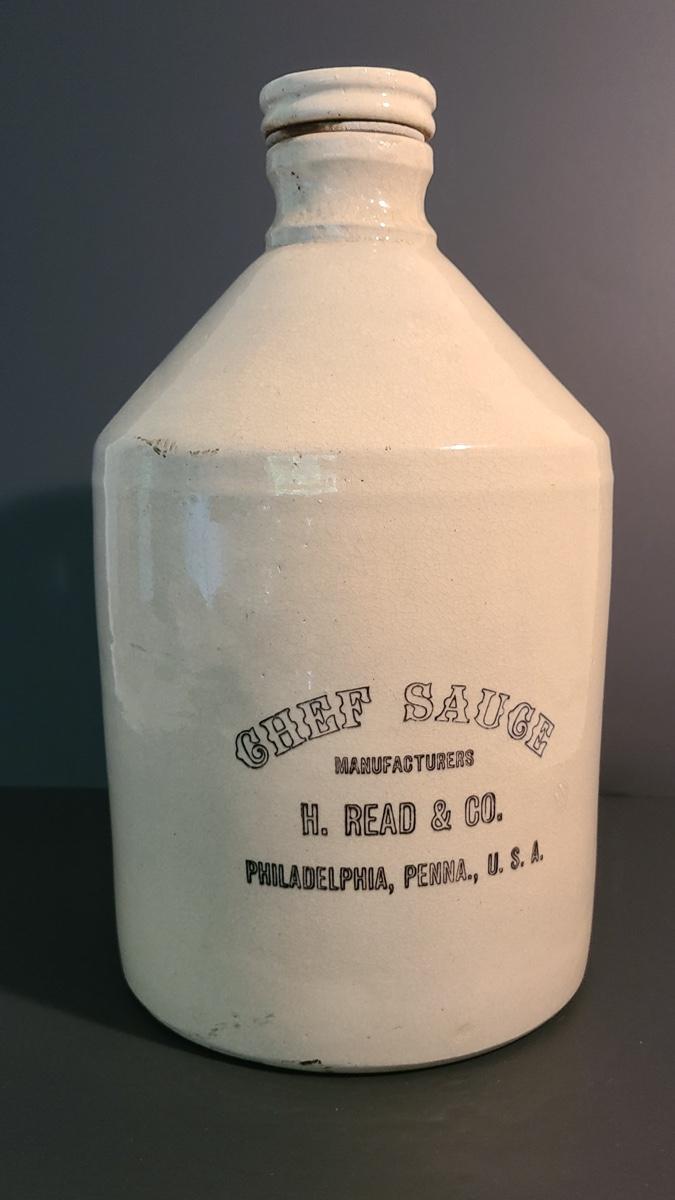 CHEF SAUCE
MANUFACTURERS
H. READ & CO.
PHILADELPHIA, PENNA., U. S. A.